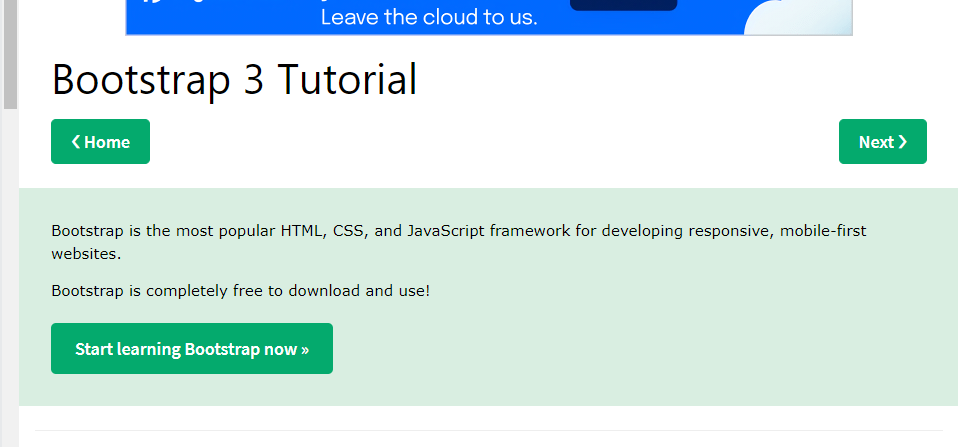 Leave the cloud to us.
Bootstrap 3 Tutorial
❮ Home
Next ❯
Bootstrap is the most popular HTML, CSS, and JavaScript framework for developing responsive, mobile-first
websites.
Bootstrap is completely free to download and use!
Start learning Bootstrap now »